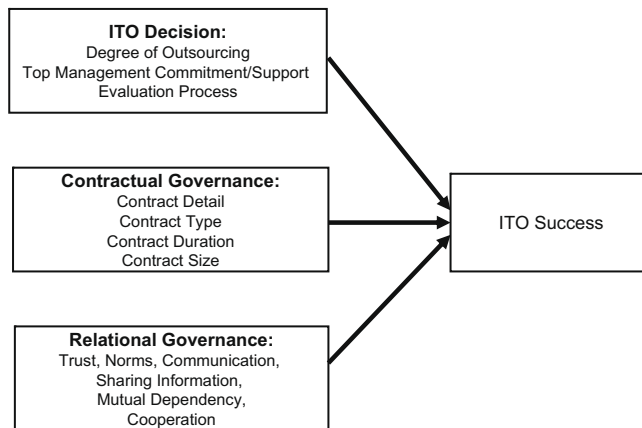 ITO Decision:
Degree of Outsourcing
Top Management Commitment/Support
Evaluation Process
Contractual Governance:
Contract Detail
Contract Type
Contract Duration
Contract Size
ITO Success
Relational Governance:
Trust, Norms, Communication,
Sharing Information,
Mutual Dependency,
Cooperation